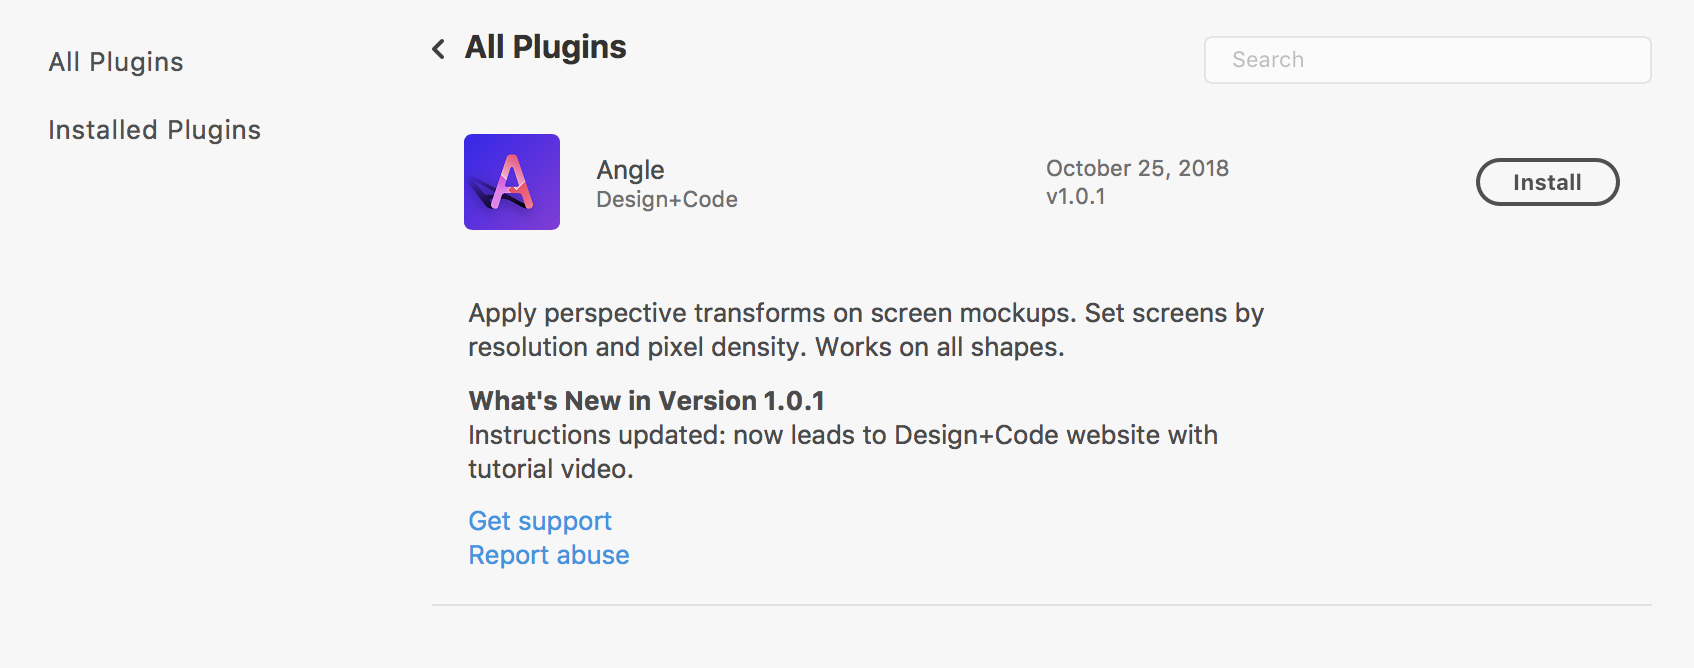 All Plugins
Installed Plugins
All Plugins
Search
A
Angle
Design+Code
October 25, 2018
v1.0.1
Install
Apply perspective transforms on screen mockups. Set screens by
resolution and pixel density. Works on all shapes.
What's New in Version 1.0.1
Instructions updated: now leads to Design+Code website with
tutorial video.
Get support
Report abuse